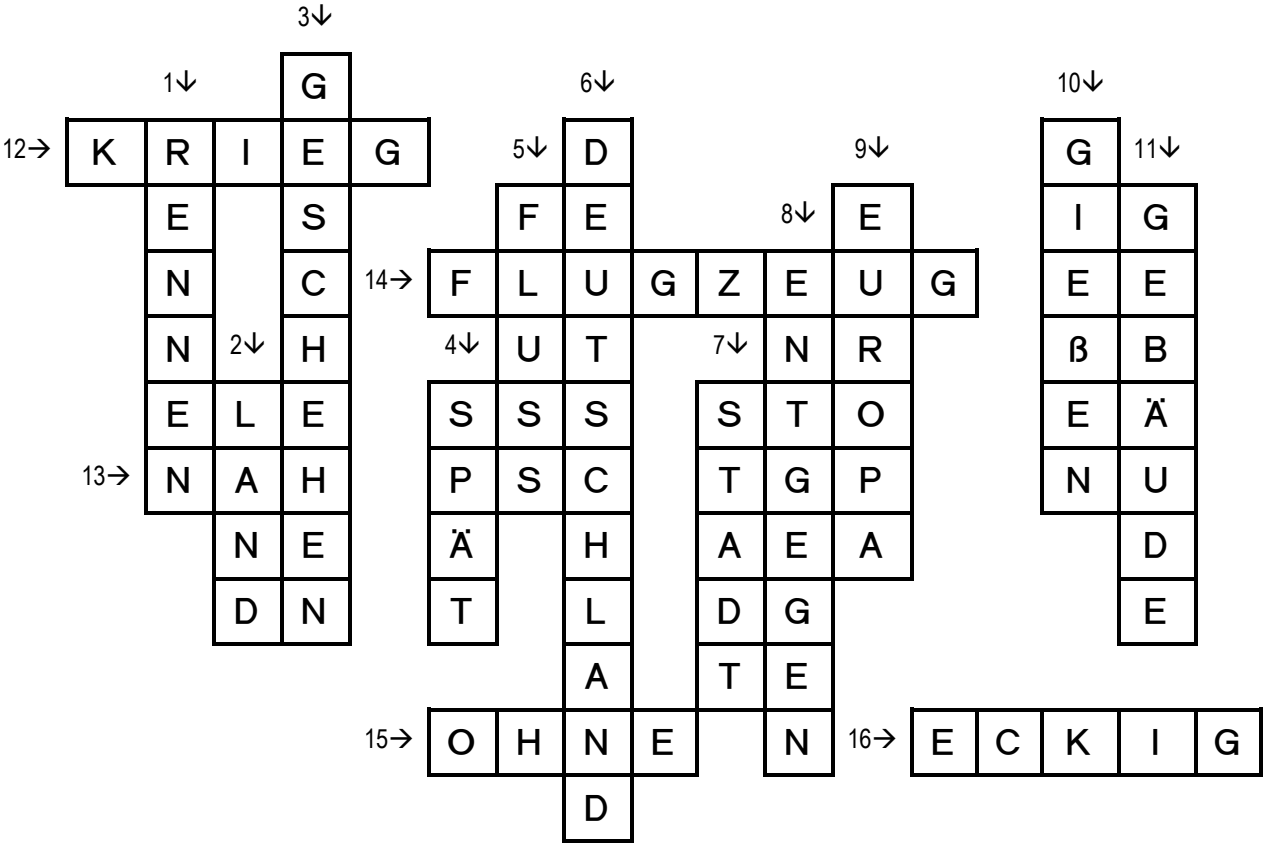 3↓
1↓ G 6↓ 10↓
12→ K R I E G 5↓ D 9↓ G 11↓
E S F E 8↓ E I G
N C 14→ F L U G Z E U G E E
N 2↓ H 4↓ U T 7↓ N R ß B
E L E S S S S T O E Ä
13→ N A H P S C T G P N U
N E Ä H A E A D
D N T L D G E
A T E
15→ O H N E N 16→ E C K I G
D